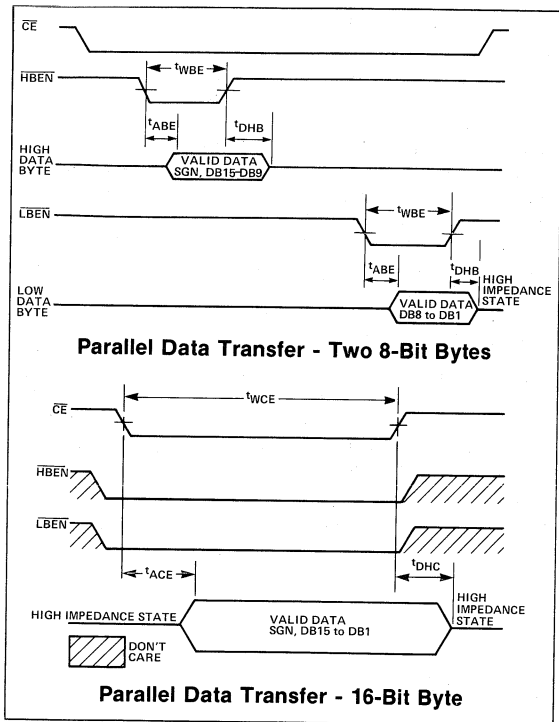 CE
HBEN
tWBE
tABE
tDHB
HIGH
DATA
BYTE
VALID DATA
SGN, DB15-DB9
LBEN
tWBE
tABE
tDHB
HIGH
IMPEDANCE
STATE
LOW
DATA
BYTE
VALID DATA
DB8 to DB1
Parallel Data Transfer - Two 8-Bit Bytes
tWCE
CE
HBEN
LBEN
tACE
tDHC
HIGH IMPEDANCE STATE
VALID DATA
SGN, DB15 to DB1
HIGH
IMPEDANCE
STATE
DON'T
CARE
Parallel Data Transfer - 16-Bit Byte